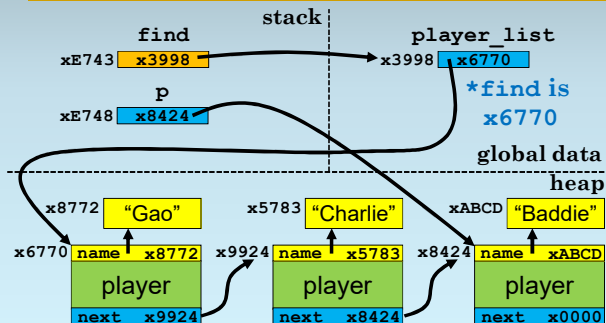 stack
find
player_list
xE743 x3998
x3998 x6770
p
*find is
x6770
xE748 x8424
global data
heap
x8772 “Gao”
x5783 “Charlie”
xABCD “Baddie”
x6770 name x8772
x9924 name x5783
x8424 name xABCD
player
player
player
next x9924
next x8424
next x0000